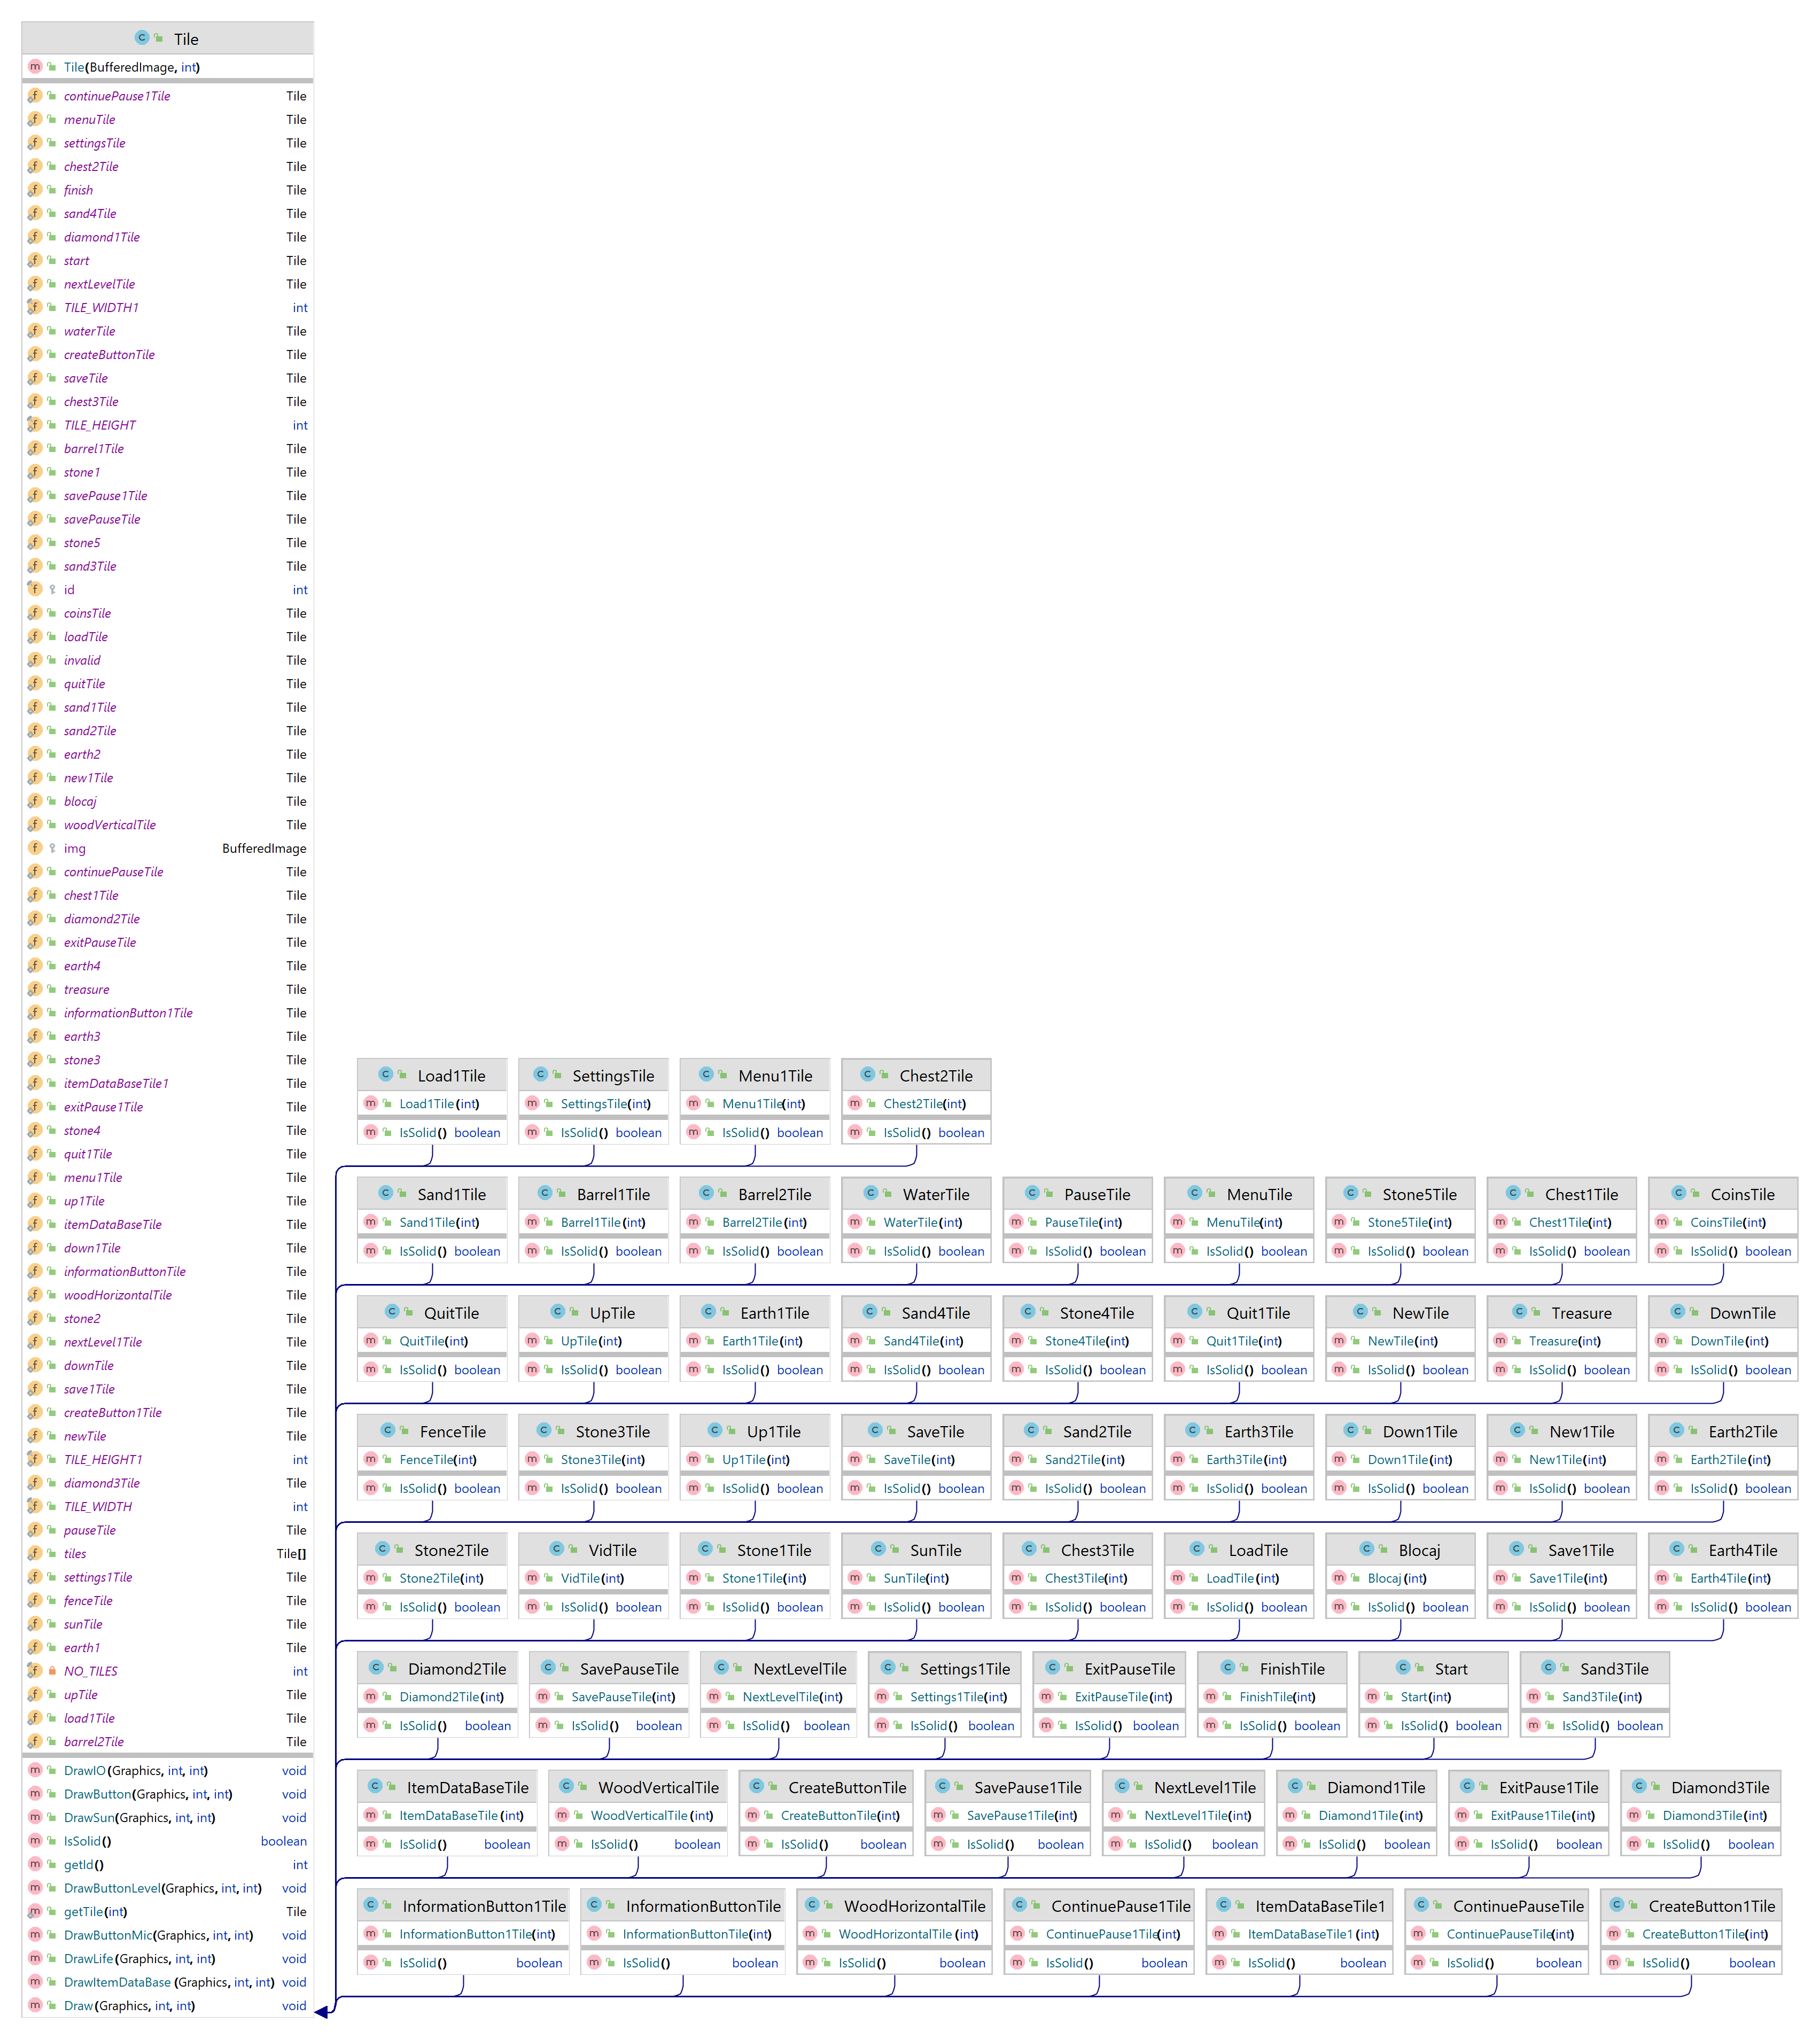 Tile
Tile(BufferedImage, int)
continuePause1Tile Tile
menuTile Tile
settingsTile Tile
chest2Tile Tile
finish Tile
sand4Tile Tile
diamond1Tile Tile
start Tile
nextLevelTile Tile
TILE_WIDTH1 int
waterTile Tile
createButtonTile Tile
saveTile Tile
chest3Tile Tile
TILE_HEIGHT int
barrel1Tile Tile
stone1 Tile
savePause1Tile Tile
savePauseTile Tile
stone5 Tile
sand3Tile Tile
id int
coinsTile Tile
loadTile Tile
invalid Tile
quitTile Tile
sand1Tile Tile
sand2Tile Tile
earth2 Tile
new1Tile Tile
blocaj Tile
woodVerticalTile Tile
img BufferedImage
continuePauseTile Tile
chest1Tile Tile
diamond2Tile Tile
exitPauseTile Tile
earth4 Tile
treasure Tile
informationButton1Tile Tile
earth3 Tile
stone3 Tile
itemDataBaseTile1 Tile
exitPause1Tile Tile
stone4 Tile
quit1Tile Tile
menu1Tile Tile
up1Tile Tile
itemDataBaseTile Tile
down1Tile Tile
informationButtonTile Tile
woodHorizontalTile Tile
stone2 Tile
nextLevel1Tile Tile
downTile Tile
save1Tile Tile
createButton1Tile Tile
newTile Tile
TILE_HEIGHT1 int
diamond3Tile Tile
TILE_WIDTH int
pauseTile Tile
tiles Tile[]
settings1Tile Tile
fenceTile Tile
sunTile Tile
earth1 Tile
NO_TILES int
upTile Tile
load1Tile Tile
barrel2Tile Tile
DrawIO(Graphics, int, int) void
DrawButton(Graphics, int, int) void
DrawSun(Graphics, int, int) void
IsSolid() boolean
getId() int
DrawButtonLevel(Graphics, int, int) void
getTile(int) Tile
DrawButtonMic(Graphics, int, int) void
DrawLife(Graphics, int, int) void
DrawItemDataBase (Graphics, int, int) void
Draw(Graphics, int, int) void
Load1Tile SettingsTile Menu1Tile Chest2Tile
Load1Tile(int) SettingsTile(int) Menu1Tile(int) Chest2Tile(int)
IsSolid() boolean IsSolid() boolean IsSolid() boolean IsSolid() boolean
Sand1Tile Barrel1Tile Barrel2Tile WaterTile PauseTile MenuTile Stone5Tile Chest1Tile CoinsTile
Sand1Tile(int) Barrel1Tile(int) Barrel2Tile(int) WaterTile(int) PauseTile(int) MenuTile(int) Stone5Tile(int) Chest1Tile(int) CoinsTile(int)
IsSolid() boolean IsSolid() boolean IsSolid() boolean IsSolid() boolean IsSolid() boolean IsSolid() boolean IsSolid() boolean IsSolid() boolean IsSolid() boolean
QuitTile UpTile Earth1Tile Sand4Tile Stone4Tile Quit1Tile NewTile Treasure DownTile
QuitTile(int) UpTile(int) Earth1Tile(int) Sand4Tile(int) Stone4Tile(int) Quit1Tile(int) NewTile(int) Treasure(int) DownTile(int)
IsSolid() boolean IsSolid() boolean IsSolid() boolean IsSolid() boolean IsSolid() boolean IsSolid() boolean IsSolid() boolean IsSolid() boolean IsSolid() boolean
FenceTile Stone3Tile Up1Tile SaveTile Sand2Tile Earth3Tile Down1Tile New1Tile Earth2Tile
FenceTile(int) Stone3Tile(int) Up1Tile(int) SaveTile(int) Sand2Tile(int) Earth3Tile(int) Down1Tile(int) New1Tile(int) Earth2Tile(int)
IsSolid() boolean IsSolid() boolean IsSolid() boolean IsSolid() boolean IsSolid() boolean IsSolid() boolean IsSolid() boolean IsSolid() boolean IsSolid() boolean
Stone2Tile VidTile Stone1Tile SunTile Chest3Tile LoadTile Blocaj Save1Tile Earth4Tile
Stone2Tile(int) VidTile(int) Stone1Tile(int) SunTile(int) Chest3Tile(int) LoadTile(int) Blocaj(int) Save1Tile(int) Earth4Tile(int)
IsSolid() boolean IsSolid() boolean IsSolid() boolean IsSolid() boolean IsSolid() boolean IsSolid() boolean IsSolid() boolean IsSolid() boolean IsSolid() boolean
Diamond2Tile SavePauseTile NextLevelTile Settings1Tile ExitPauseTile FinishTile Start Sand3Tile
Diamond2Tile(int) SavePauseTile(int) NextLevelTile(int) Settings1Tile(int) ExitPauseTile(int) FinishTile(int) Start(int) Sand3Tile(int)
IsSolid() boolean IsSolid() boolean IsSolid() boolean IsSolid() boolean IsSolid() boolean IsSolid() boolean IsSolid() boolean IsSolid() boolean
ItemDataBaseTile WoodVerticalTile CreateButtonTile SavePause1Tile NextLevel1Tile Diamond1Tile ExitPause1Tile Diamond3Tile
ItemDataBaseTile (int) WoodVerticalTile (int) CreateButtonTile(int) SavePause1Tile(int) NextLevel1Tile(int) Diamond1Tile(int) ExitPause1Tile(int) Diamond3Tile(int)
IsSolid() boolean IsSolid() boolean IsSolid() boolean IsSolid() boolean IsSolid() boolean IsSolid() boolean IsSolid() boolean IsSolid() boolean
InformationButton1Tile InformationButtonTile WoodHorizontalTile ContinuePause1Tile ItemDataBaseTile1 ContinuePauseTile CreateButton1Tile
InformationButton1Tile(int) InformationButtonTile(int) WoodHorizontalTile (int) ContinuePause1Tile(int) ItemDataBaseTile1 (int) ContinuePauseTile(int) CreateButton1Tile(int)
IsSolid() boolean IsSolid() boolean IsSolid() boolean IsSolid() boolean IsSolid() boolean IsSolid() boolean IsSolid() boolean